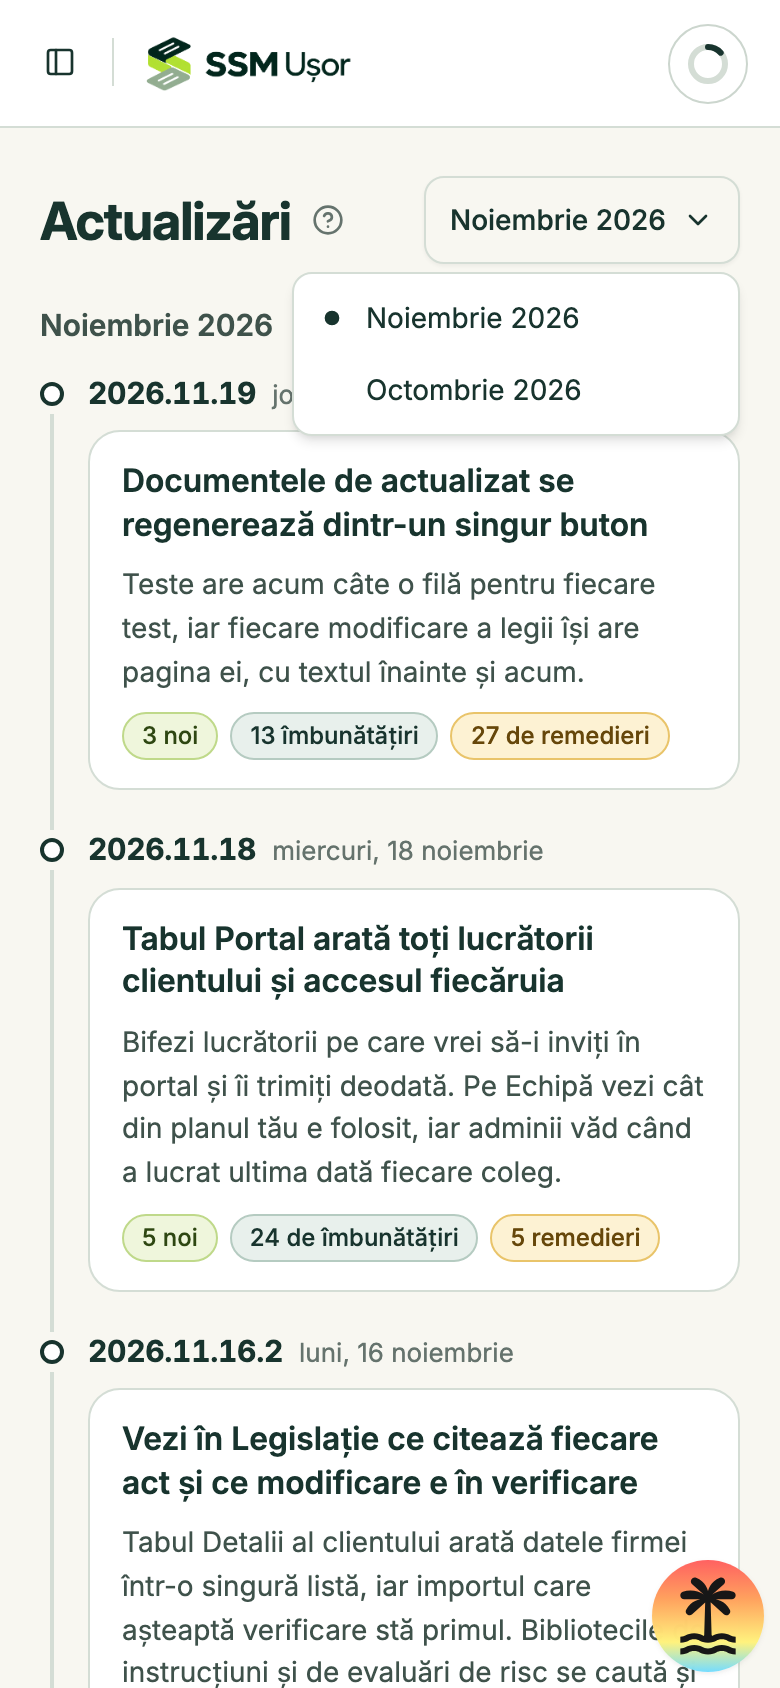 SSM Ușor
Actualizări
Noiembrie 2026
Noiembrie 2026
Octombrie 2026
Noiembrie 2026
2026.11.19
Documentele de actualizat se
regenerează dintr-un singur buton
Teste are acum câte o filă pentru fiecare
test, iar fiecare modificare a legii își are
pagina ei, cu textul înainte și acum.
3 noi 13 îmbunătățiri 27 de remedieri
2026.11.18 miercuri, 18 noiembrie
Tabul Portal arată toți lucrătorii
clientului și accesul fiecăruia
Bifezi lucrătorii pe care vrei să-i inviți în
portal și îi trimiți deodată. Pe Echipă vezi cât
din planul tău e folosit, iar adminii văd când
a lucrat ultima dată fiecare coleg.
5 noi 24 de îmbunătățiri 5 remedieri
2026.11.16.2 luni, 16 noiembrie
Vezi în Legislație ce citează fiecare
act și ce modificare e în verificare
Tabul Detalii al clientului arată datele firmei
într-o singură listă, iar importul care
așteaptă verificare stă primul. Bibliotecile
instrucțiuni și de evaluări de risc se caută și